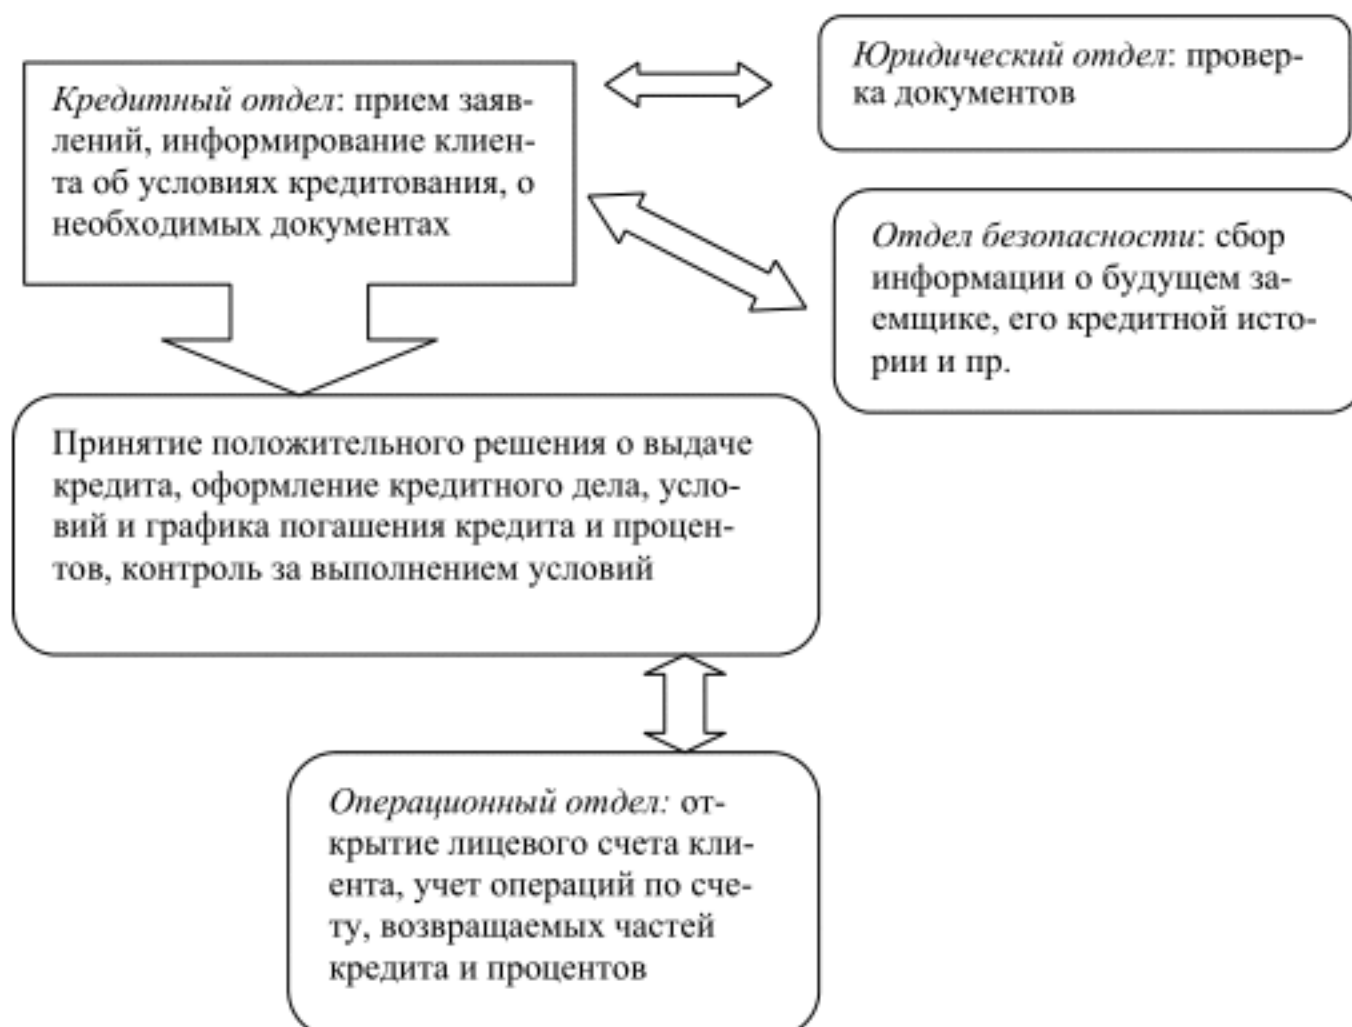 Кредитный отдел: прием заяв-
лений, информирование клиен-
та об условиях кредитования, о
необходимых документах
Юридический отдел: провер-
ка документов
Отдел безопасности: сбор
информации о будущем за-
емщике, его кредитной исто-
рии и пр.
Принятие положительного решения о выдаче
кредита, оформление кредитного дела, усло-
вий и графика погашения кредита и процен-
тов, контроль за выполнением условий
Операционный отдел: от-
крытие лицевого счета кли-
ента, учет операций по сче-
ту, возвращаемых частей
кредита и процентов